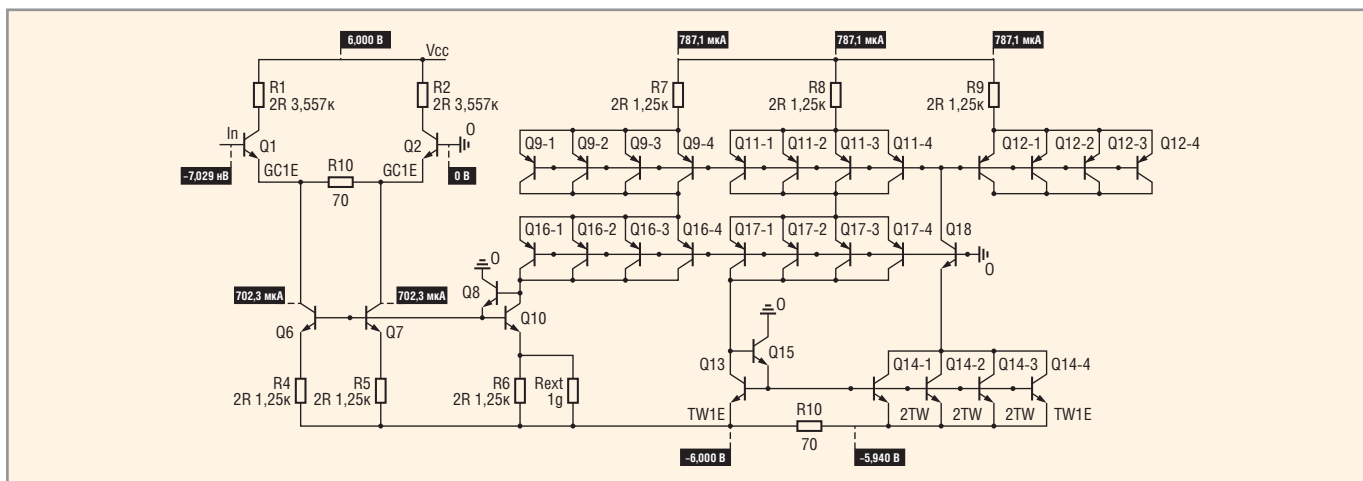 6,000 В
787,1 мкА
787,1 мкА
787,1 мкА
Vcc
R1
2R 3,557к
R2
2R 3,557к
R7
2R 1,25к
R8
2R 1,25к
R9
2R 1,25к
In
Q1
Q2
0
Q9-1
Q9-2
Q9-3
Q9-4
Q11-1
Q11-2
Q11-3
Q11-4
Q12-1
Q12-2
Q12-3
Q12-4
–7,029 нВ
GC1E
R10
70
GC1E
0 В
Q16-1
Q16-2
Q16-3
Q16-4
Q17-1
Q17-2
Q17-3
Q17-4
Q18
0
0
702,3 мкА
702,3 мкА
Q8
Q6
Q7
Q10
0
Q13
Q15
Q14-1
Q14-2
Q14-3
Q14-4
R4
2R 1,25к
R5
2R 1,25к
R6
2R 1,25к
Rext
1g
TW1E
R10
70
2TW
2TW
2TW
TW1E
–6,000 В
–5,940 В